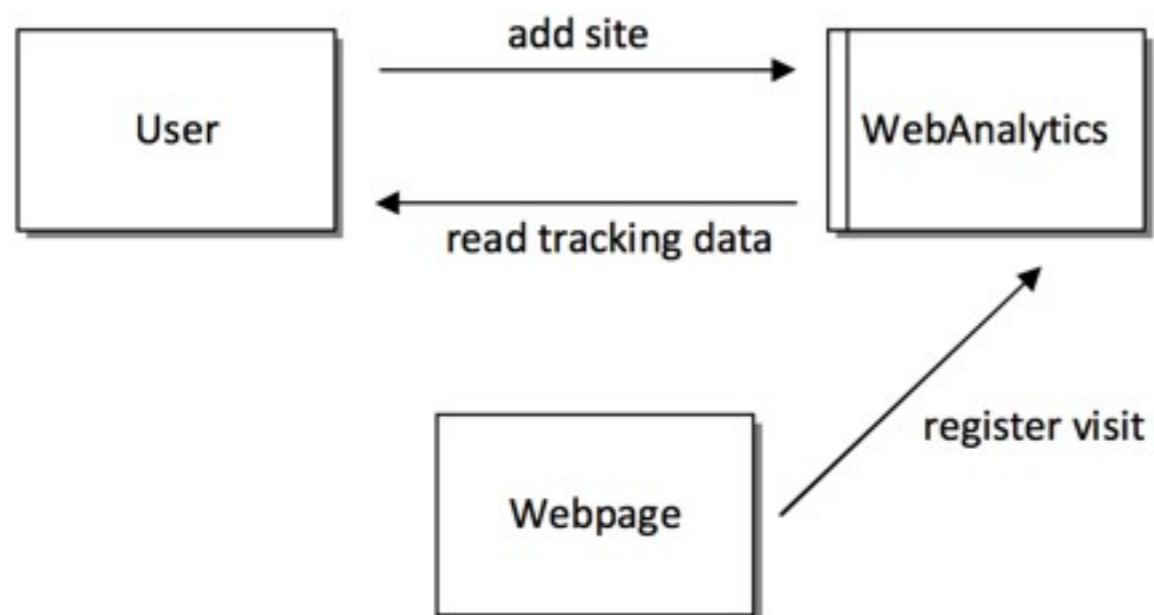 add site
User
WebAnalytics
read tracking data
register visit
Webpage